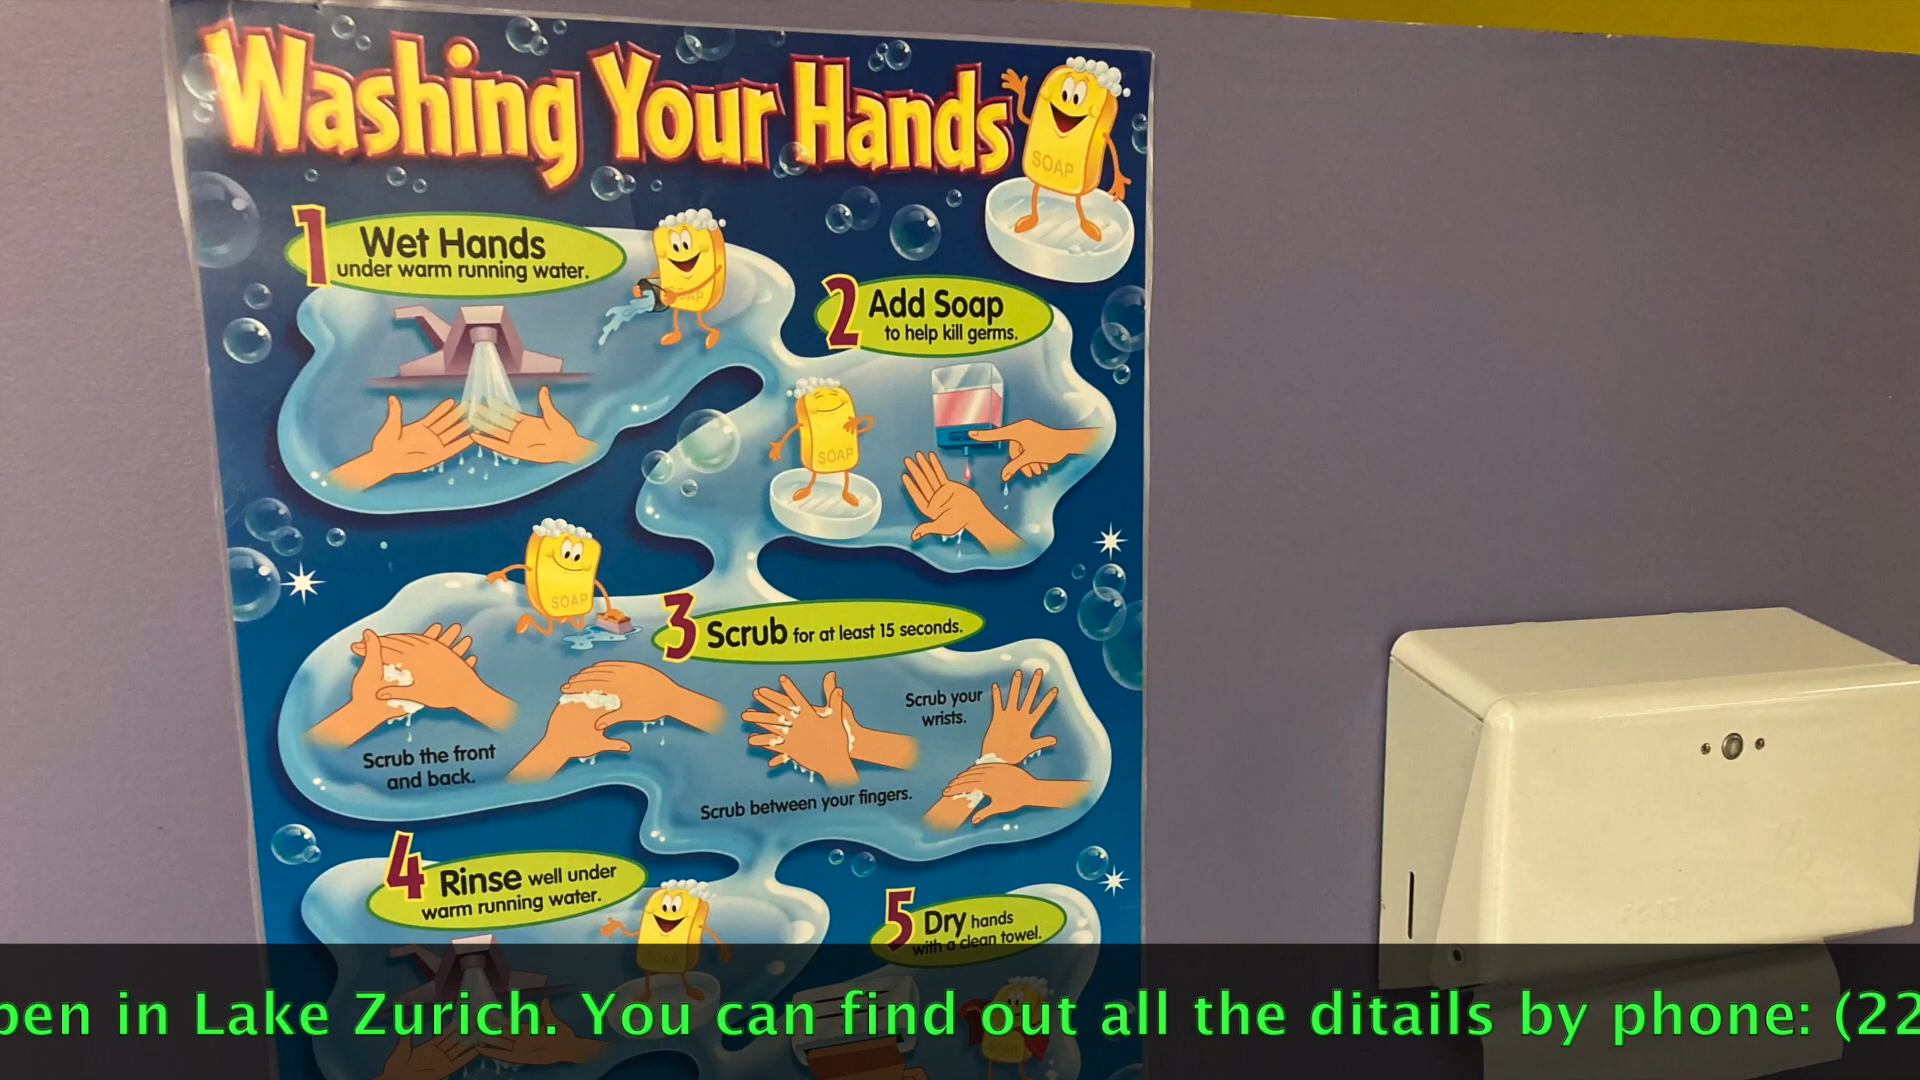 Washing Your Hands
SOAP
1 Wet Hands
under warm running water.
SOAP
2 Add Soap
to help kill germs.
SOAP
SOAP
3 Scrub for at least 15 seconds.
Scrub your
wrists.
Scrub the front
and back.
Scrub between your fingers.
4 Rinse well under
warm running water.
5 Dry hands
with a clean towel.
SOAP
in Lake Zurich. You can find out all the ditails by phone: (22